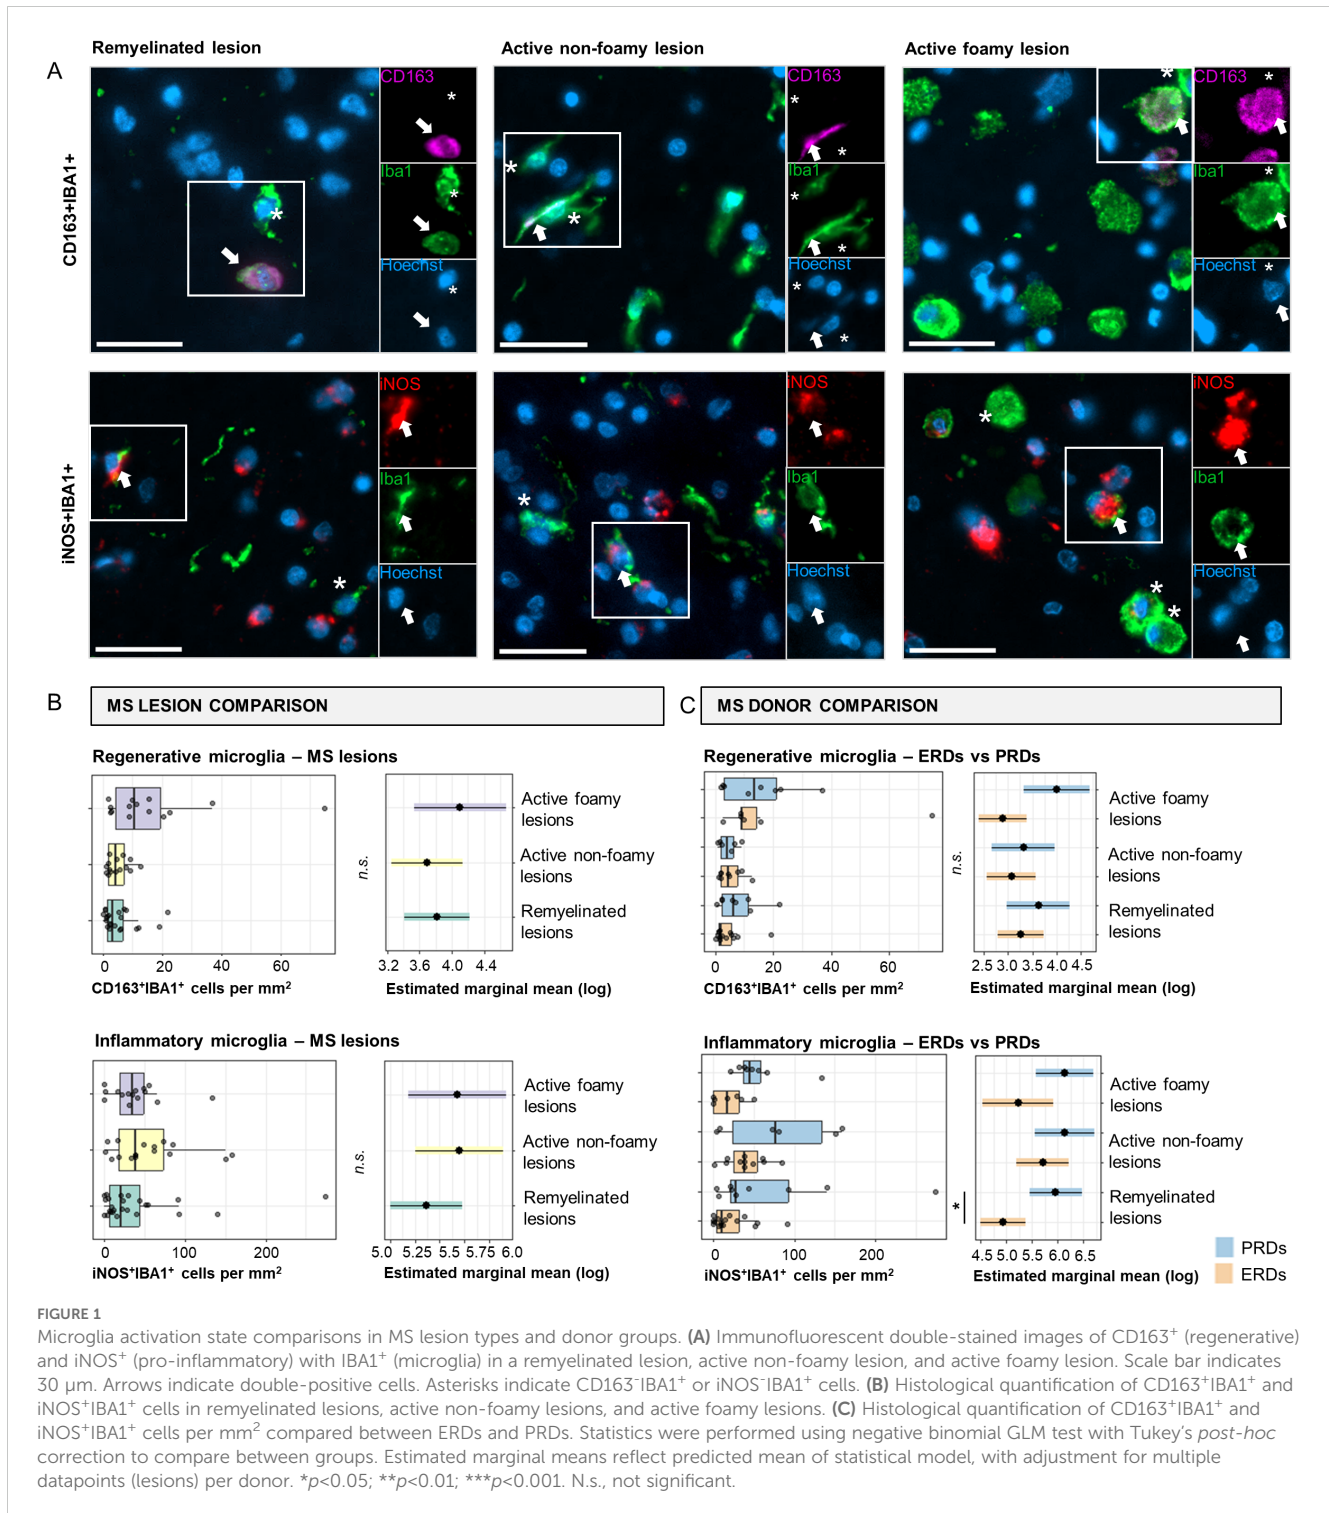 Remyelinated lesion
Active non-foamy lesion
Active foamy lesion
A
CD163+IBA1+
CD163
*
Iba1
*
Hoechst
*
*
CD163
*
*
Iba1
*
*
Hoechst
*
*
*
*
CD163
*
Iba1
*
Hoechst
*
*
iNOS+IBA1+
iNOS
Iba1
Hoechst
*
iNOS
Iba1
Hoechst
*
iNOS
Iba1
Hoechst
*
*
*
B
MS LESION COMPARISON
Regenerative microglia – MS lesions
n.s.
Active foamy
lesions
Active non-foamy
lesions
Remyelinated
lesions
0 20 40 60
3.2 3.6 4.0 4.4
CD163+IBA1+ cells per mm2
Estimated marginal mean (log)
Inflammatory microglia – MS lesions
n.s.
Active foamy
lesions
Active non-foamy
lesions
Remyelinated
lesions
0 100 200
5.0 5.25 5.5 5.75 6.0
iNOS+IBA1+ cells per mm2
Estimated marginal mean (log)
C
MS DONOR COMPARISON
Regenerative microglia – ERDs vs PRDs
n.s.
Active foamy
lesions
Active non-foamy
lesions
Remyelinated
lesions
0 20 40 60
2.5 3.0 3.5 4.0 4.5
CD163+IBA1+ cells per mm2
Estimated marginal mean (log)
Inflammatory microglia – ERDs vs PRDs
Active foamy
lesions
Active non-foamy
lesions
Remyelinated
lesions
*
0 100 200
4.5 5.0 5.5 6.0 6.5
iNOS+IBA1+ cells per mm2
Estimated marginal mean (log)
PRDs
ERDs
FIGURE 1
Microglia activation state comparisons in MS lesion types and donor groups. (A) Immunofluorescent double-stained images of CD163+ (regenerative)
and iNOS+ (pro-inflammatory) with IBA1+ (microglia) in a remyelinated lesion, active non-foamy lesion, and active foamy lesion. Scale bar indicates
30 µm. Arrows indicate double-positive cells. Asterisks indicate CD163-IBA1+ or iNOS-IBA1+ cells. (B) Histological quantification of CD163+IBA1+ and
iNOS+IBA1+ cells in remyelinated lesions, active non-foamy lesions, and active foamy lesions. (C) Histological quantification of CD163+IBA1+ and
iNOS+IBA1+ cells per mm2 compared between ERDs and PRDs. Statistics were performed using negative binomial GLM test with Tukey's post-hoc
correction to compare between groups. Estimated marginal means reflect predicted mean of statistical model, with adjustment for multiple
datapoints (lesions) per donor. *p<0.05; **p<0.01; ***p<0.001. N.s., not significant.